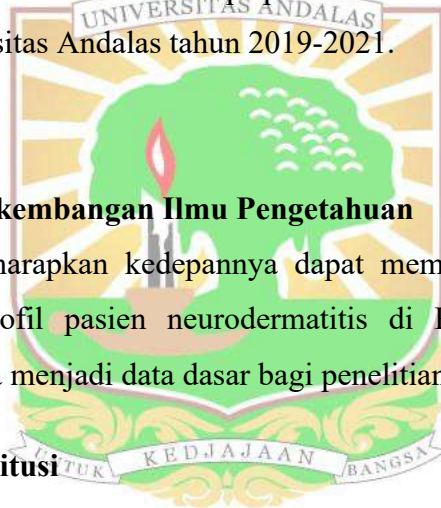 UNIVERSITAS ANDALAS
sitas Andalas tahun 2019-2021.
kembangan Ilmu Pengetahuan
harapkan kedepannya dapat mem
ofil pasien neurodermatitis di
menjadi data dasar bagi penelitian
itusi
UNTUK KEDJAJAAN BANGSA